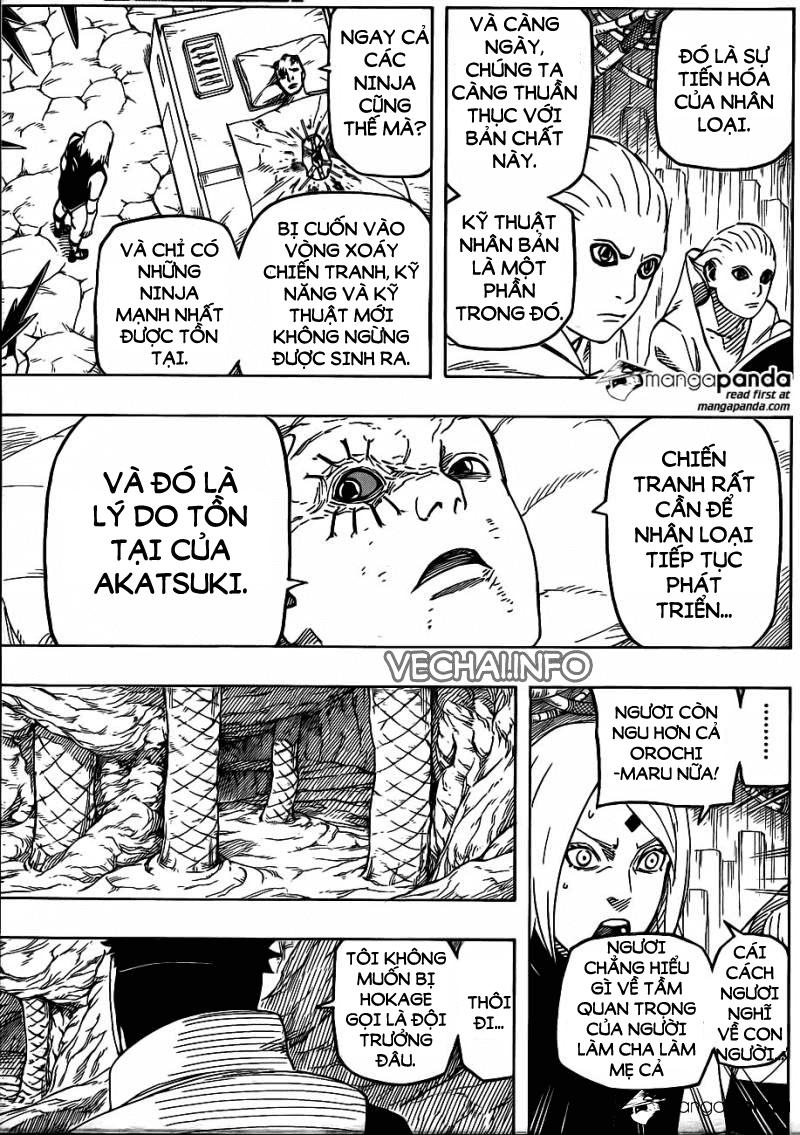 ĐÓ LÀ SỰ
TIẾN HÓA
CỦA NHÂN
LOẠI.
VÀ CÀNG
NGÀY,
CHÚNG TA
CÀNG THUẦN
THỤC VỚI
BẢN CHẤT
NÀY.
KỸ THUẬT
NHÂN BẢN
LÀ MỘT
PHẦN
TRONG ĐÓ.
mangapanda
read first at
mangapanda.com
NGAY CẢ
CÁC
NINJA
CŨNG
THẾ MÀ?
BỊ CUỐN VÀO
VÒNG XOÁY
CHIẾN TRANH, KỸ
NĂNG VÀ KỸ
THUẬT MỚI
KHÔNG NGỪNG
ĐƯỢC SINH RA.
VÀ CHỈ CÓ
NHỮNG
NINJA
MẠNH NHẤT
ĐƯỢC TỒN
TẠI.
CHIẾN
TRANH RẤT
CẦN ĐỂ
NHÂN LOẠI
TIẾP TỤC
PHÁT
TRIỂN...
VÀ ĐÓ LÀ
LÝ DO TỒN
TẠI CỦA
AKATSUKI.
VECHAI.INFO
.........
NGƯƠI CÒN
NGU HƠN CẢ
OROCHI
-MARU NỮA!
CÁI
CÁCH
NGƯƠI
NGHĨ
VỀ CON
NGƯỜI...
NGƯƠI
CHẲNG HIỂU
GÌ VỀ TẦM
QUAN TRỌNG
CỦA NGƯỜI
LÀM CHA LÀM
MẸ CẢ
mangapanda
THÔI
ĐI...
TÔI KHÔNG
MUỐN BỊ
HOKAGE
GỌI LÀ ĐỘI
TRƯỞNG
ĐÂU.